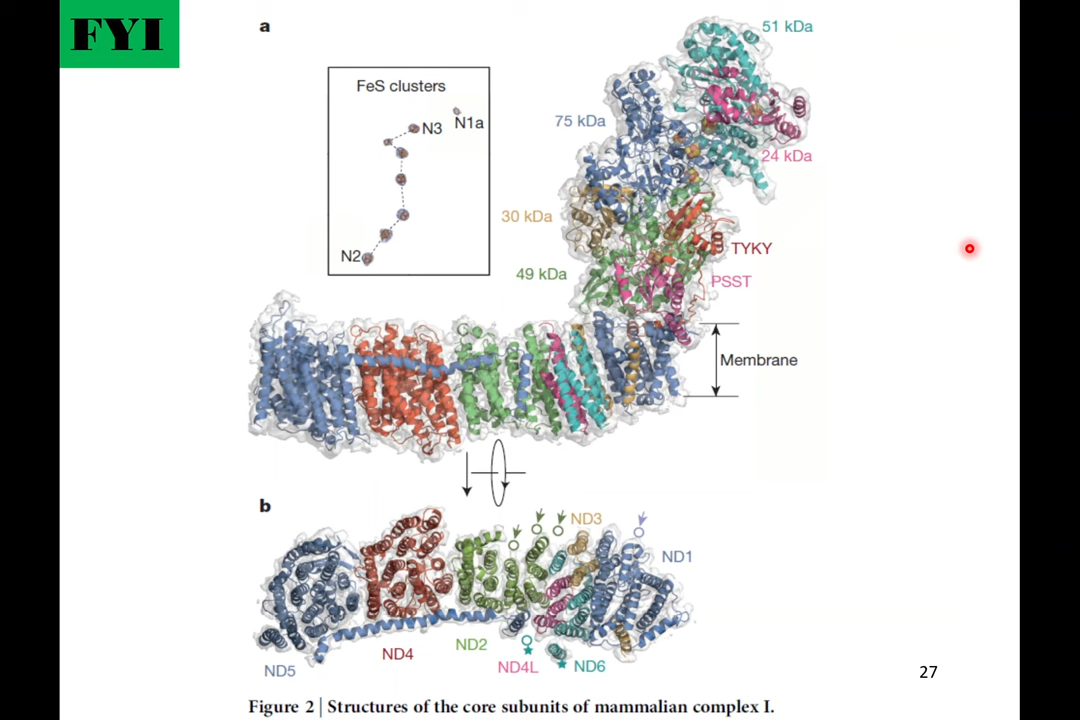 FYI
a
51 kDa
FeS clusters
N3
N1a
N2
75 kDa
24 kDa
30 kDa
TYKY
49 kDa
PSST
Membrane
b
ND3
ND1
ND2
ND4
ND4L
ND6
ND5
27
Figure 2 | Structures of the core subunits of mammalian complex I.